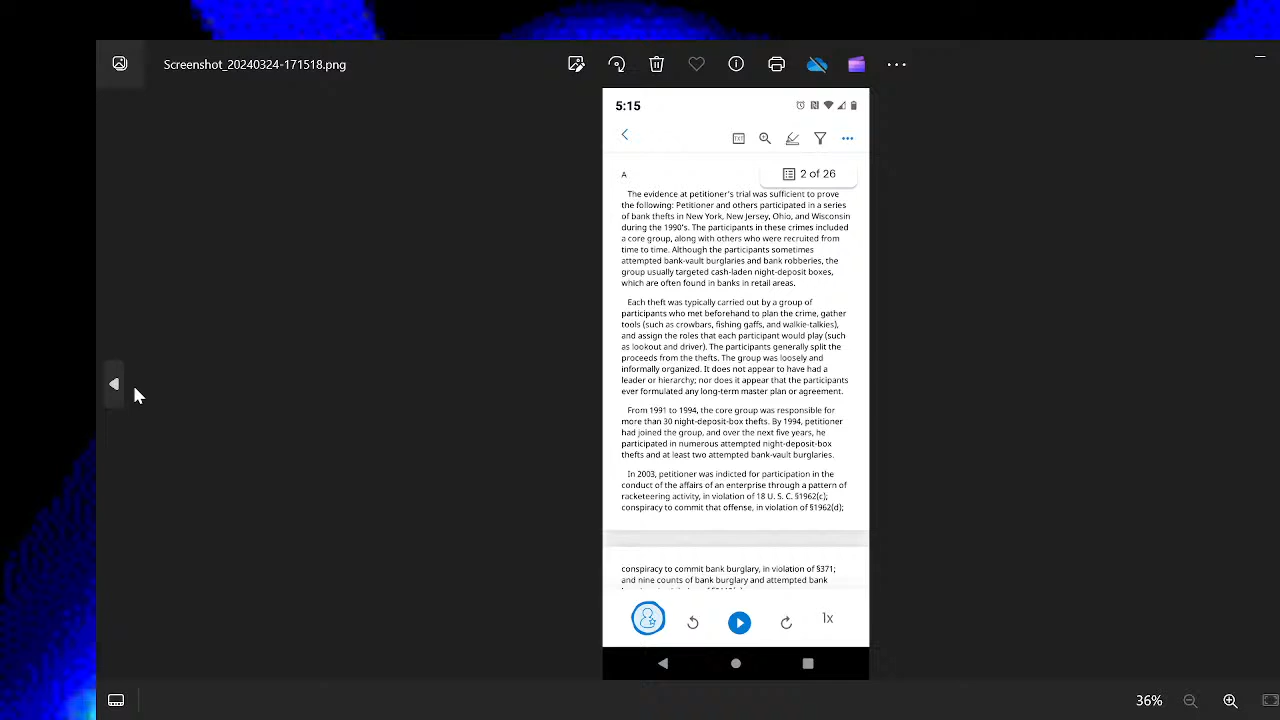 Screenshot_20240324-171518.png
5:15
TXT
2 of 26
A
The evidence at petitioner's trial was sufficient to prove
the following: Petitioner and others participated in a series
of bank thefts in New York, New Jersey, Ohio, and Wisconsin
during the 1990's. The participants in these crimes included
a core group, along with others who were recruited from
time to time. Although the participants sometimes
attempted bank-vault burglaries and bank robberies, the
group usually targeted cash-laden night-deposit boxes,
which are often found in banks in retail areas.
Each theft was typically carried out by a group of
participants who met beforehand to plan the crime, gather
tools (such as crowbars, fishing gaffs, and walkie-talkies),
and assign the roles that each participant would play (such
as lookout and driver). The participants generally split the
proceeds from the thefts. The group was loosely and
informally organized. It does not appear to have had a
leader or hierarchy; nor does it appear that the participants
ever formulated any long-term master plan or agreement.
From 1991 to 1994, the core group was responsible for
more than 30 night-deposit-box thefts. By 1994, petitioner
had joined the group, and over the next five years, he
participated in numerous attempted night-deposit-box
thefts and at least two attempted bank-vault burglaries.
In 2003, petitioner was indicted for participation in the
conduct of the affairs of an enterprise through a pattern of
racketeering activity, in violation of 18 U. S. C. §1962(c);
conspiracy to commit that offense, in violation of §1962(d);
conspiracy to commit bank burglary, in violation of §371;
and nine counts of bank burglary and attempted bank
1x
36%